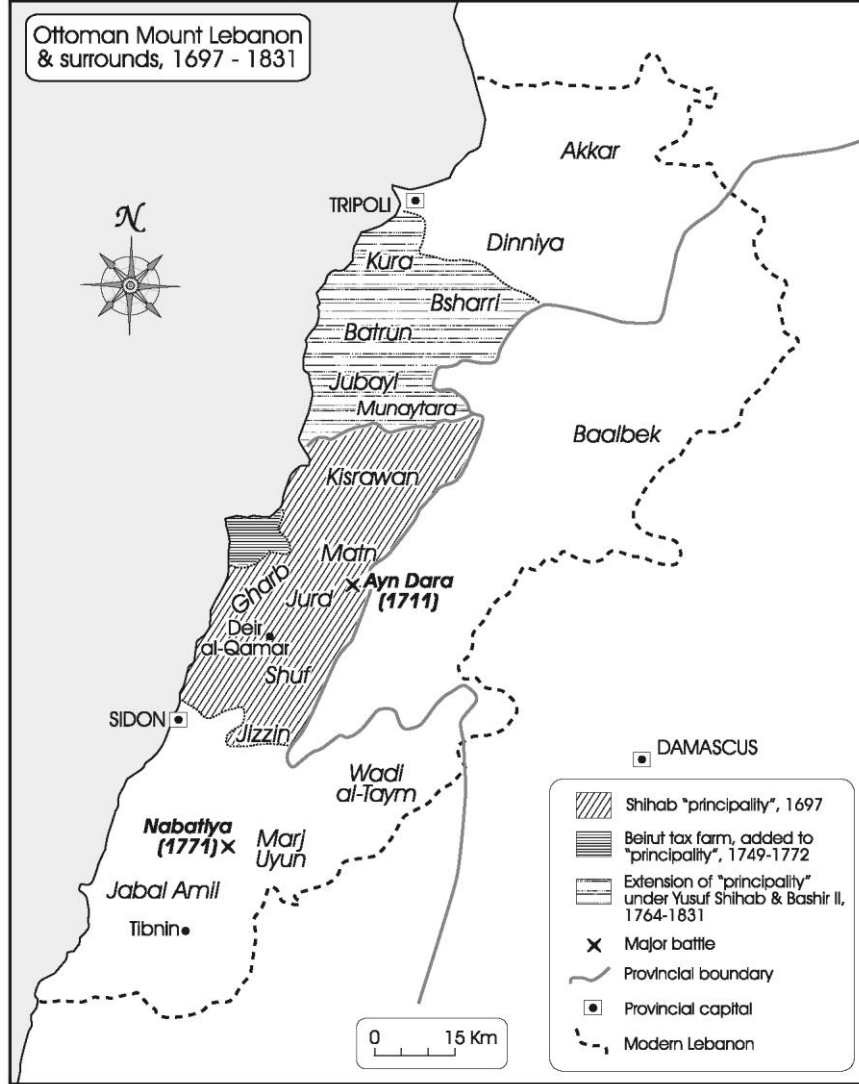 Ottoman Mount Lebanon
& surrounds, 1697 - 1831
N
Akkar
TRIPOLI
Dinniya
Kura
Bsharri
Batrun
Jubayl
Munaytara
Baalbek
Kisrawan
Matn
Ayn Dara
(1711)
Gharb
Jurd
Deir
al-Qamar
Shuf
SIDON
Jizzin
DAMASCUS
Wadi
al-Taym
Nabatiya
(1771)
Marj
Uyun
Jabal Amil
Tibnin
Shihab "principality", 1697
Beirut tax farm, added to
"principality", 1749-1772
Extension of "principality"
under Yusuf Shihab & Bashir II,
1764-1831
Major battle
Provincial boundary
Provincial capital
Modern Lebanon
0 15 Km